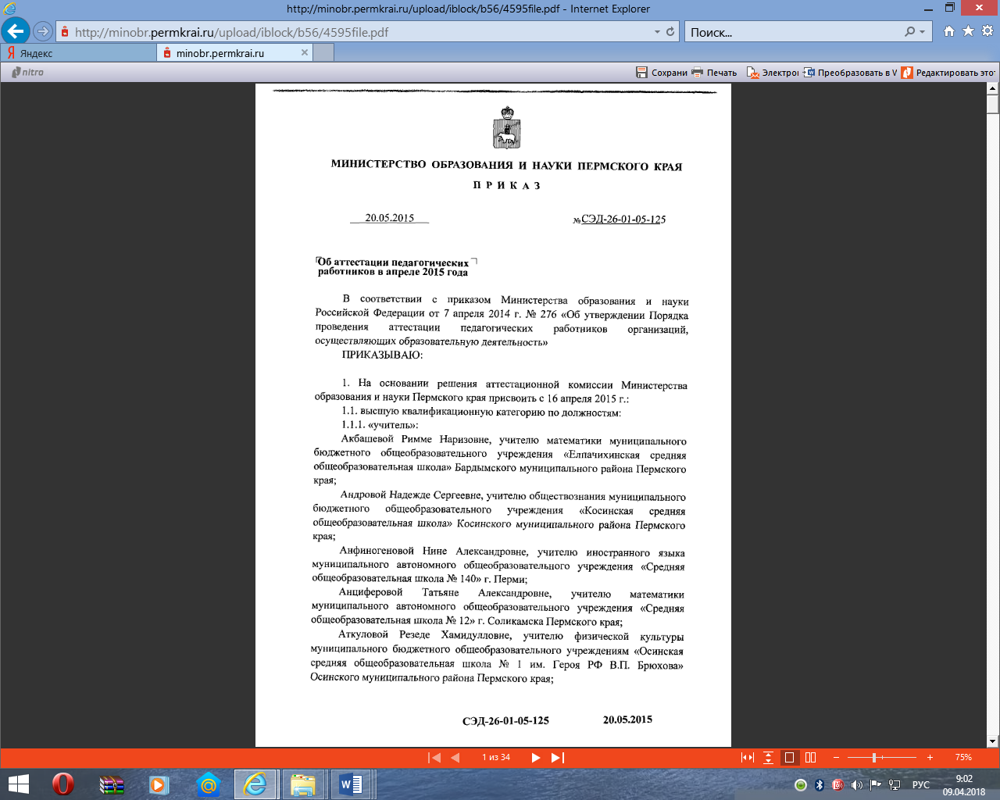 http://minobr.permkrai.ru/upload/iblock/b56/4595file.pdf - Internet Explorer
http://minobr.permkrai.ru/upload/iblock/b56/4595file.pdf
Поиск...
Яндекс
minobr.permkrai.ru
nitro
Сохрани
Печать
Электрон
Преобразовать в W
Редактировать этот
МИНИСТЕРСТВО ОБРАЗОВАНИЯ И НАУКИ ПЕРМСКОГО КРАЯ
П Р И К А З
20.05.2015
№ СЭД-26-01-05-125
Об аттестации педагогических
работников в апреле 2015 года
В соответствии с приказом Министерства образования и науки
Российской Федерации от 7 апреля 2014 г. № 276 «Об утверждении Порядка
проведения аттестации педагогических работников организаций,
осуществляющих образовательную деятельность»
ПРИКАЗЫВАЮ:
1. На основании решения аттестационной комиссии Министерства
образования и науки Пермского края присвоить с 16 апреля 2015 г.:
1.1. высшую квалификационную категорию по должностям:
1.1.1. «учитель»:
Акбашевой Римме Наризовне, учителю математики муниципального
бюджетного общеобразовательного учреждения «Елпачихинская средняя
общеобразовательная школа» Бардымского муниципального района Пермского
края;
Андровой Надежде Сергеевне, учителю обществознания муниципального
бюджетного общеобразовательного учреждения «Косинская средняя
общеобразовательная школа» Косинского муниципального района Пермского
края;
Анфиногеновой Нине Александровне, учителю иностранного языка
муниципального автономного общеобразовательного учреждения «Средняя
общеобразовательная школа № 140» г. Перми;
Анциферовой Татьяне Александровне, учителю математики
муниципального автономного общеобразовательного учреждения «Средняя
общеобразовательная школа № 12» г. Соликамска Пермского края;
Аткуловой Резеде Хамидулловне, учителю физической культуры
муниципального бюджетного общеобразовательного учреждениям «Осинская
средняя общеобразовательная школа № 1 им. Героя РФ В.П. Брюхова»
Осинского муниципального района Пермского края;
СЭД-26-01-05-125
20.05.2015
1 из 34
75%
РУС
9:02
09.04.2018